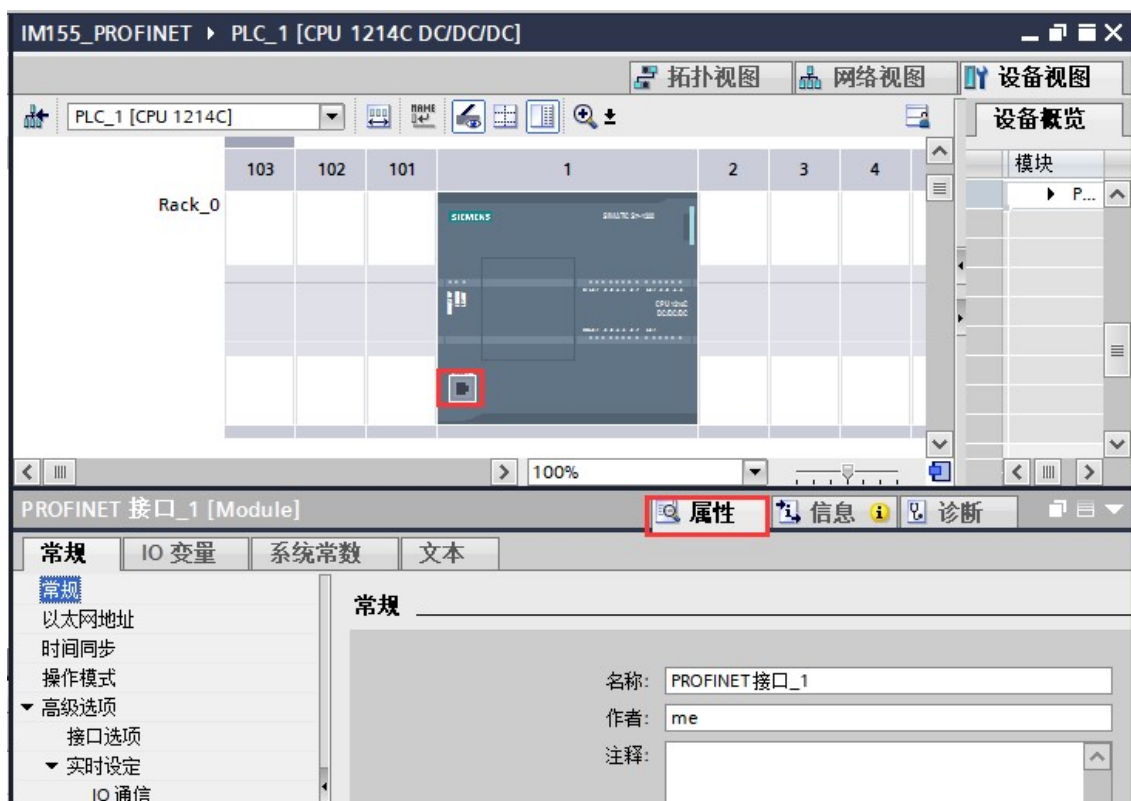 IM155_PROFINET ▸ PLC_1 [CPU 1214C DC/DC/DC]
拓扑视图 网络视图 设备视图
PLC_1 [CPU 1214C] 设备概览
103 102 101 1 2 3 4 模块
Rack_0 P...
SIEMENS
CPU 1214C
DC/DC/DC
100%
PROFINET 接口_1 [Module] 属性 信息 诊断
常规 IO 变量 系统常数 文本
常规
以太网地址
时间同步
操作模式
高级选项
接口选项
实时设定
IO 通信
常规
名称: PROFINET接口_1
作者: me
注释: